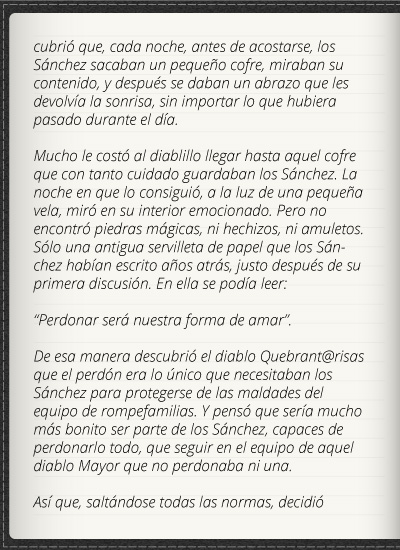 cubrió que, cada noche, antes de acostarse, los
Sánchez sacaban un pequeño cofre, miraban su
contenido, y después se daban un abrazo que les
devolvía la sonrisa, sin importar lo que hubiera
pasado durante el día.
Mucho le costó al diablillo llegar hasta aquel cofre
que con tanto cuidado guardaban los Sánchez. La
noche en que lo consiguió, a la luz de una pequeña
vela, miró en su interior emocionado. Pero no
encontró piedras mágicas, ni hechizos, ni amuletos.
Sólo una antigua servilleta de papel que los Sán-
chez habían escrito años atrás, justo después de su
primera discusión. En ella se podía leer:
“Perdonar será nuestra forma de amar”.
De esa manera descubrió el diablo Quebrant@risas
que el perdón era lo único que necesitaban los
Sánchez para protegerse de las maldades del
equipo de rompefamilias. Y pensó que sería mucho
más bonito ser parte de los Sánchez, capaces de
perdonarlo todo, que seguir en el equipo de aquel
diablo Mayor que no perdonaba ni una.
Así que, saltándose todas las normas, decidió